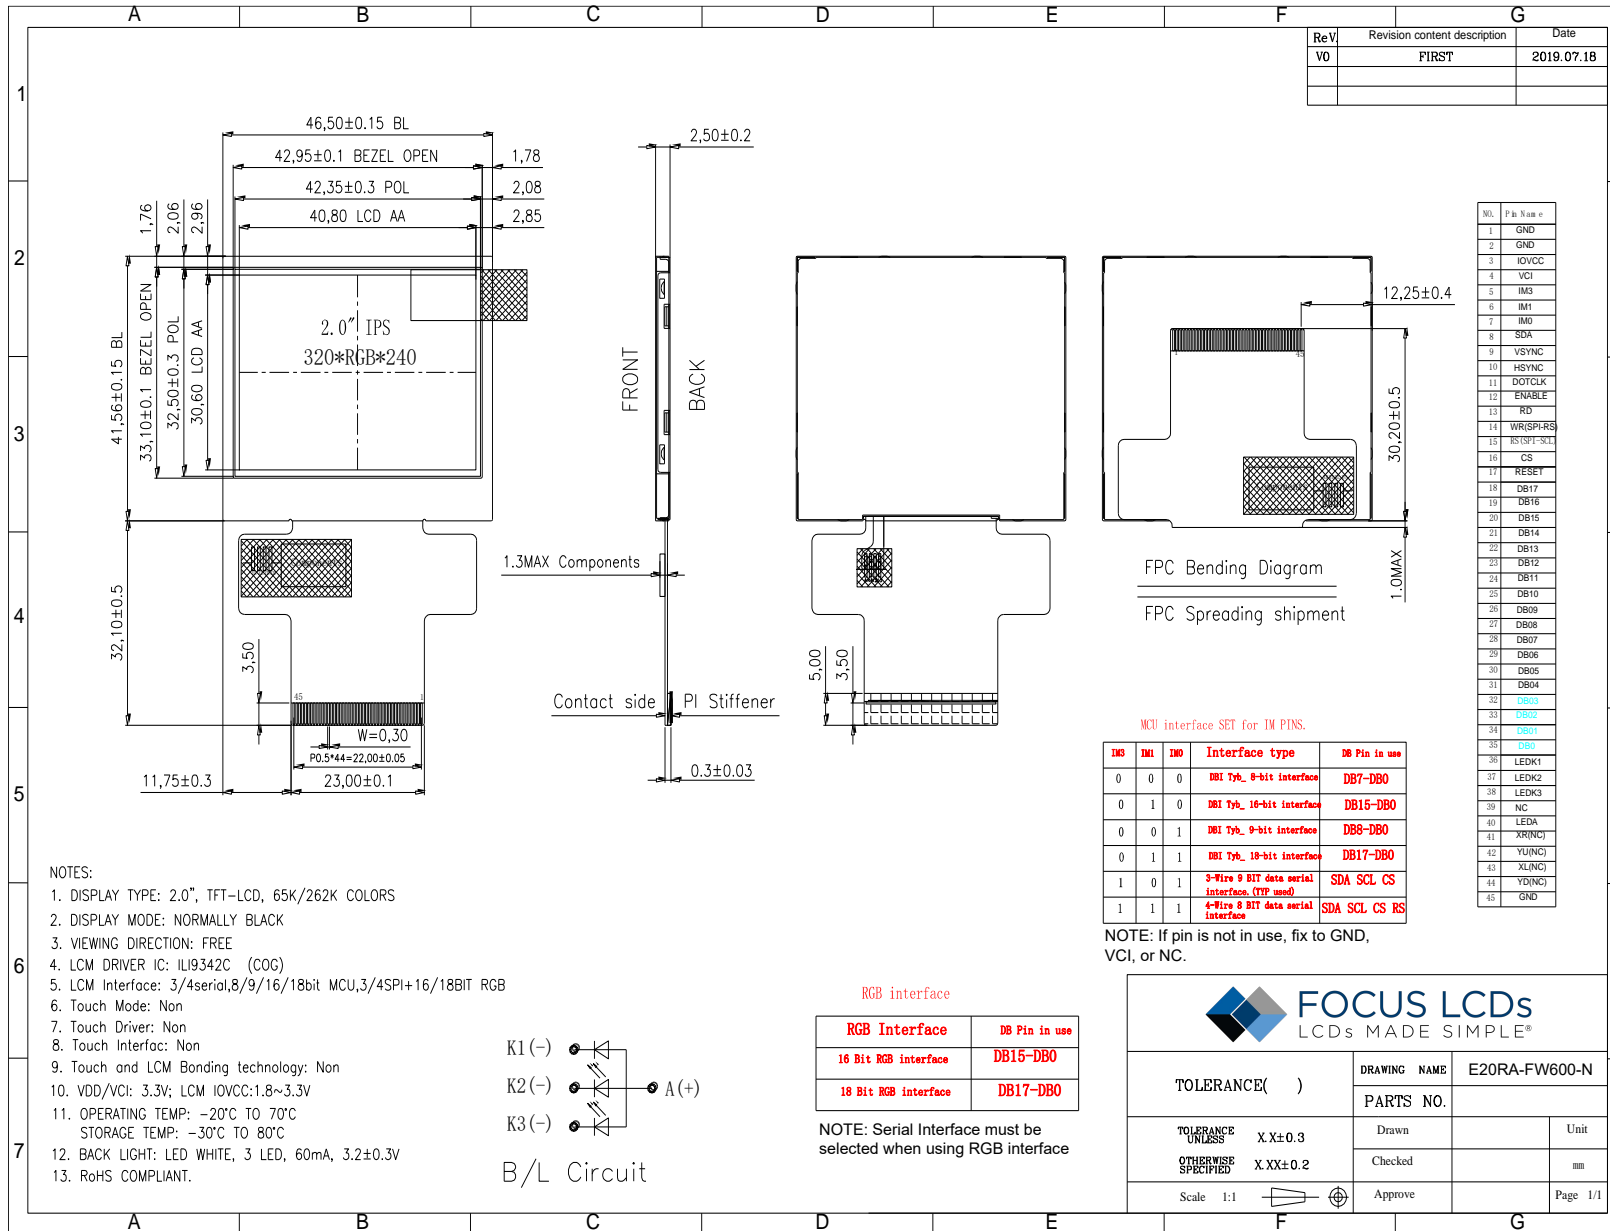 A B C D E F G
1
2
3
4
5
6
7
ReV. Revision content description Date
V0 FIRST 2019.07.18
46,50±0.15 BL
42,95±0.1 BEZEL OPEN
42,35±0.3 POL
40,80 LCD AA
1,78
2,08
2,85
1,76
2,06
2,96
41,56±0.15 BL
33,10±0.1 BEZEL OPEN
32,50±0.3 POL
30,60 LCD AA
2.0" IPS
320*RGB*240
32,10±0.5
3,50
45 1
W=0,30
P0.5*44=22,00±0.05
11,75±0.3
23,00±0.1
2,50±0.2
FRONT
BACK
1.3MAX Components
Contact side
PI Stiffener
0.3±0.03
5,00
3,50
12,25±0.4
1 45
30,20±0.5
1.0MAX
FPC Bending Diagram
FPC Spreading shipment
NO. Pin Name
1 GND
2 GND
3 IOVCC
4 VCI
5 IM3
6 IM1
7 IM0
8 SDA
9 VSYNC
10 HSYNC
11 DOTCLK
12 ENABLE
13 RD
14 WR(SPI-RS)
15 RS(SPI-SCL)
16 CS
17 RESET
18 DB17
19 DB16
20 DB15
21 DB14
22 DB13
23 DB12
24 DB11
25 DB10
26 DB09
27 DB08
28 DB07
29 DB06
30 DB05
31 DB04
32 DB03
33 DB02
34 DB01
35 DB0
36 LEDK1
37 LEDK2
38 LEDK3
39 NC
40 LEDA
41 XR(NC)
42 YU(NC)
43 XL(NC)
44 YD(NC)
45 GND
MCU interface SET for IM PINS.
IM3 IM1 IM0 Interface type DB Pin in use
0 0 0 DBI Tyb_ 8-bit interface DB7-DB0
0 1 0 DBI Tyb_ 16-bit interface DB15-DB0
0 0 1 DBI Tyb_ 9-bit interface DB8-DB0
0 1 1 DBI Tyb_ 18-bit interface DB17-DB0
1 0 1 3-Wire 9 BIT data serial interface.(TYP used) SDA SCL CS
1 1 1 4-Wire 8 BIT data serial interface SDA SCL CS RS
NOTE: If pin is not in use, fix to GND,
VCI, or NC.
NOTES:
1. DISPLAY TYPE: 2.0", TFT-LCD, 65K/262K COLORS
2. DISPLAY MODE: NORMALLY BLACK
3. VIEWING DIRECTION: FREE
4. LCM DRIVER IC: ILI9342C (COG)
5. LCM Interface: 3/4serial,8/9/16/18bit MCU,3/4SPI+16/18BIT RGB
6. Touch Mode: Non
7. Touch Driver: Non
8. Touch Interfac: Non
9. Touch and LCM Bonding technology: Non
10. VDD/VCI: 3.3V; LCM IOVCC:1.8~3.3V
11. OPERATING TEMP: -20°C TO 70°C
STORAGE TEMP: -30°C TO 80°C
12. BACK LIGHT: LED WHITE, 3 LED, 60mA, 3.2±0.3V
13. RoHS COMPLIANT.
K1(-)
K2(-)
K3(-)
A(+)
B/L Circuit
RGB interface
RGB Interface DB Pin in use
16 Bit RGB interface DB15-DB0
18 Bit RGB interface DB17-DB0
NOTE: Serial Interface must be
selected when using RGB interface
FOCUS LCDs
LCDs MADE SIMPLE®
TOLERANCE( )
DRAWING NAME E20RA-FW600-N
PARTS NO.
TOLERANCE UNLESS X.X±0.3
OTHERWISE SPECIFIED X.XX±0.2
Drawn
Checked
Approve
Unit
mm
Scale 1:1
Page 1/1
A B C D E F G